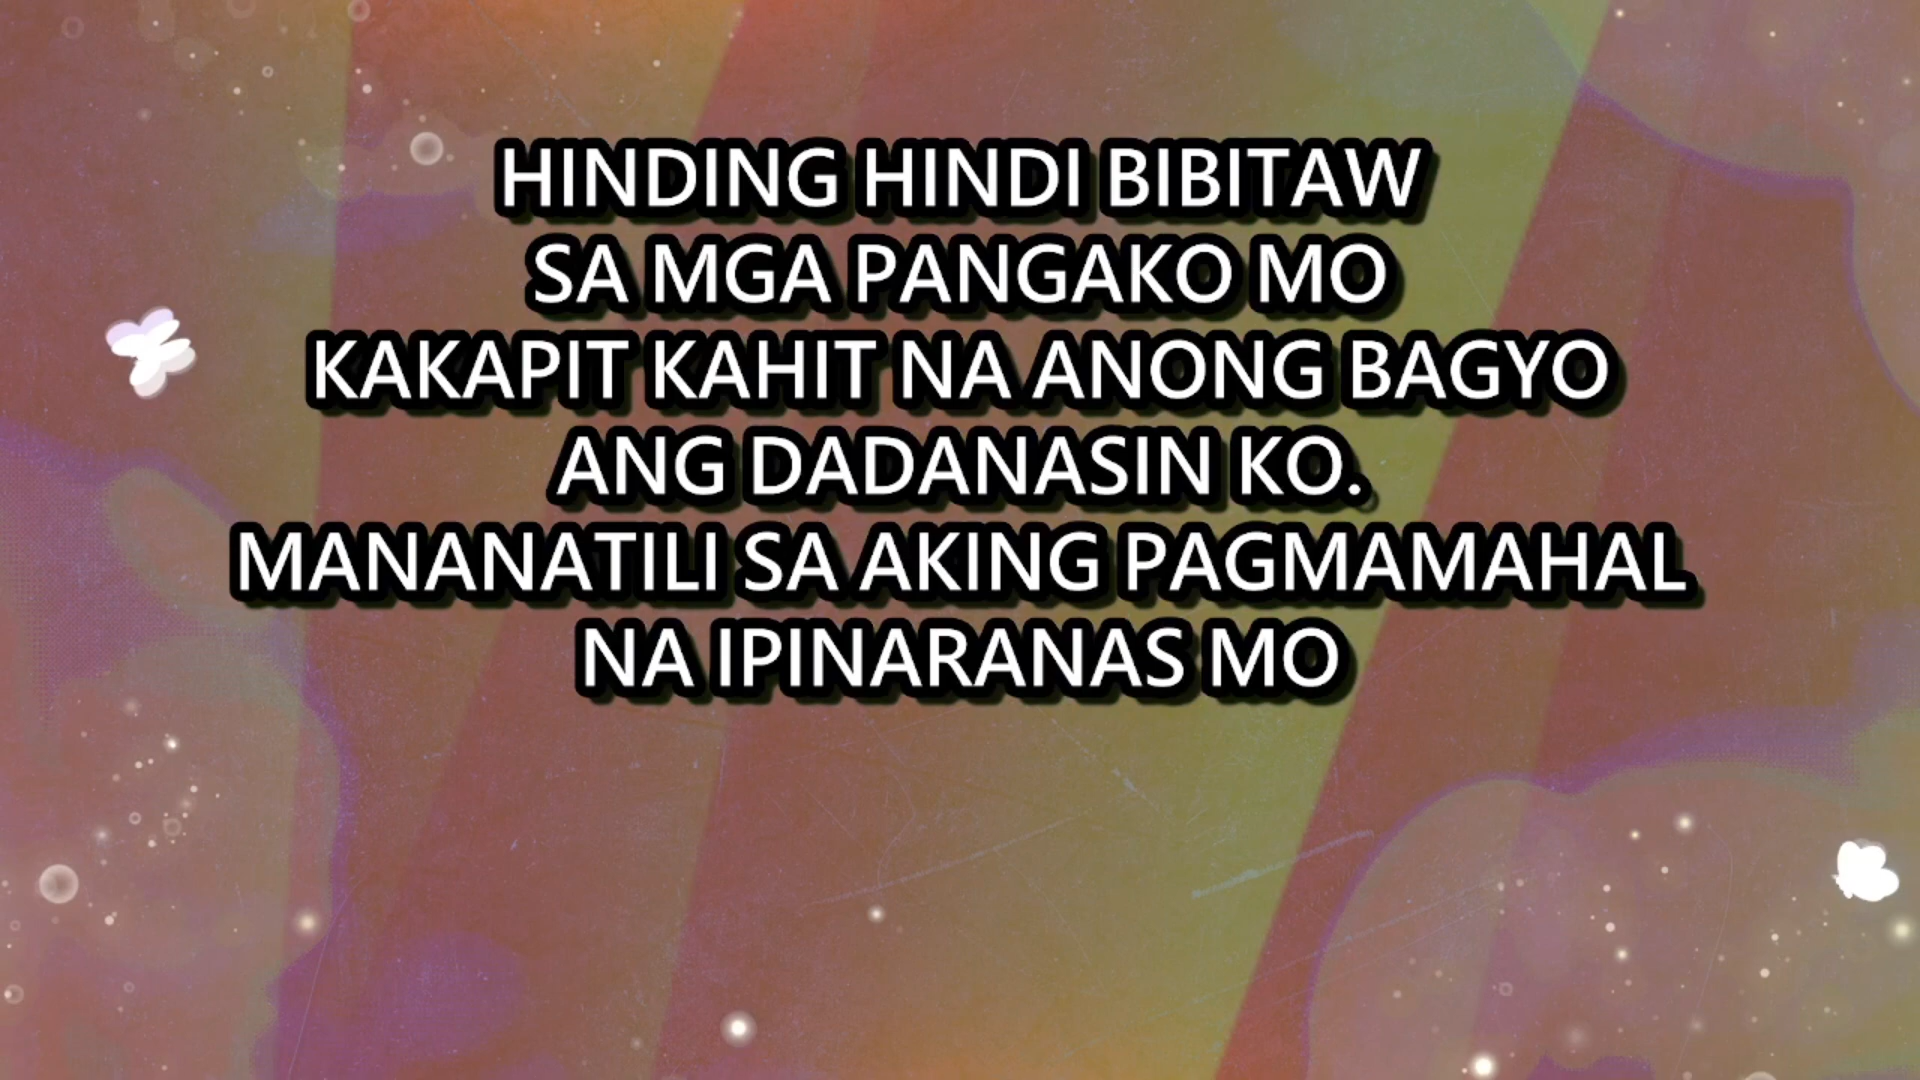 HINDING HINDI BIBITAW
SA MGA PANGAKO MO
KAKAPIT KAHIT NA ANONG BAGYO
ANG DADANASIN KO.
MANANATILI SA AKING PAGMAMAHAL
NA IPINARANAS MO